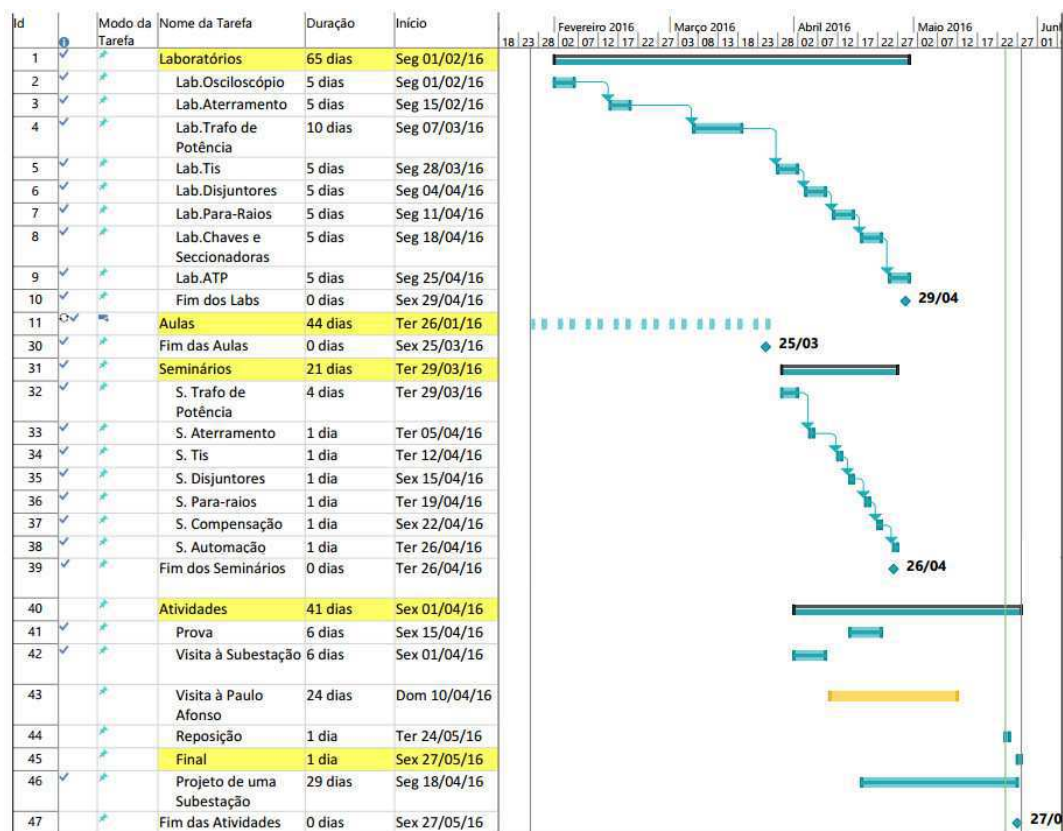 Id Modo da Tarefa Nome da Tarefa Duração Início
Fevereiro 2016 Março 2016 Abril 2016 Maio 2016
18 23 28 02 07 12 17 22 27 03 08 13 18 23 28 02 07 12 17 22 27 02 07 12 17 22 27 01
1 Laboratórios 65 dias Seg 01/02/16
2 Lab.Osciloscópio 5 dias Seg 01/02/16
3 Lab.Aterramento 5 dias Seg 15/02/16
4 Lab.Trafo de 10 dias Seg 07/03/16
Potência
5 Lab.Tis 5 dias Seg 28/03/16
6 Lab.Disjuntores 5 dias Seg 04/04/16
7 Lab.Para-Raios 5 dias Seg 11/04/16
8 Lab.Chaves e 5 dias Seg 18/04/16
Seccionadoras
9 Lab.ATP 5 dias Seg 25/04/16
10 Fim dos Labs 0 dias Sex 29/04/16 29/04
11 Aulas 44 dias Ter 26/01/16
30 Fim das Aulas 0 dias Sex 25/03/16 25/03
31 Seminários 21 dias Ter 29/03/16
32 S. Trafo de 4 dias Ter 29/03/16
Potência
33 S. Aterramento 1 dia Ter 05/04/16
34 S. Tis 1 dia Ter 12/04/16
35 S. Disjuntores 1 dia Sex 15/04/16
36 S. Para-raios 1 dia Ter 19/04/16
37 S. Compensação 1 dia Sex 22/04/16
38 S. Automação 1 dia Ter 26/04/16
39 Fim dos Seminários 0 dias Ter 26/04/16 26/04
40 Atividades 41 dias Sex 01/04/16
41 Prova 6 dias Sex 15/04/16
42 Visita à Subestação 6 dias Sex 01/04/16
43 Visita à Paulo 24 dias Dom 10/04/16
Afonso
44 Reposição 1 dia Ter 24/05/16
45 Final 1 dia Sex 27/05/16
46 Projeto de uma 29 dias Seg 18/04/16
Subestação
47 Fim das Atividades 0 dias Sex 27/05/16